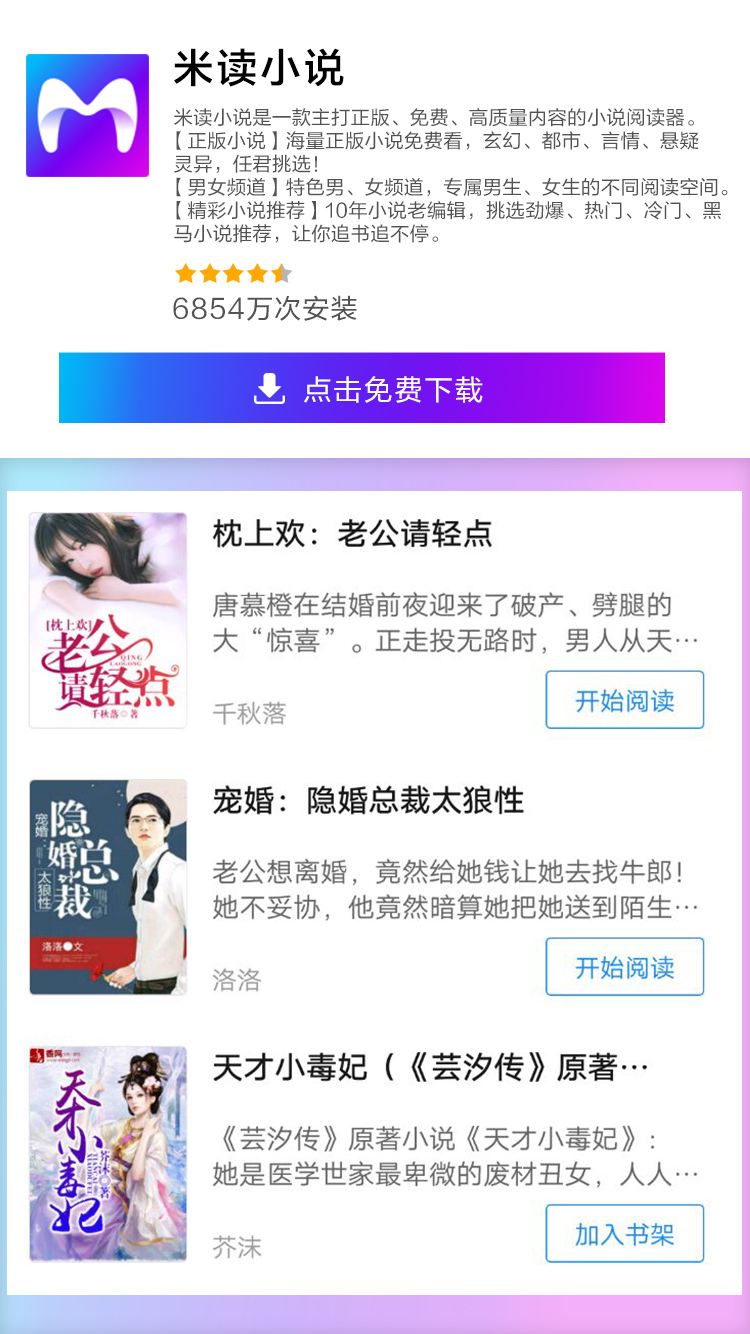 米读小说
米读小说是一款主打正版、免费、高质量内容的小说阅读器。
【正版小说】海量正版小说免费看，玄幻、都市、言情、悬疑
灵异，任君挑选！
【男女频道】特色男、女频道，专属男生、女生的不同阅读空间。
【精彩小说推荐】10年小说老编辑，挑选劲爆、热门、冷门、黑
马小说推荐，让你追书追不停。
6854万次安装
点击免费下载
[枕上欢]
老公
QING
LAOGONG
请轻点
千秋落◎著
枕上欢：老公请轻点
唐慕橙在结婚前夜迎来了破产、劈腿的
大“惊喜”。正走投无路时，男人从天…
千秋落
开始阅读
宠婚：
隐婚
总裁
太狼性
洛洛●文
宠婚：隐婚总裁太狼性
老公想离婚，竟然给她钱让她去找牛郎！
她不妥协，他竟然暗算她把她送到陌生…
洛洛
开始阅读
香网
天才小毒妃
芥沫◎著
天才小毒妃（《芸汐传》原著…
《芸汐传》原著小说《天才小毒妃》：
她是医学世家最卑微的废材丑女，人人…
芥沫
加入书架